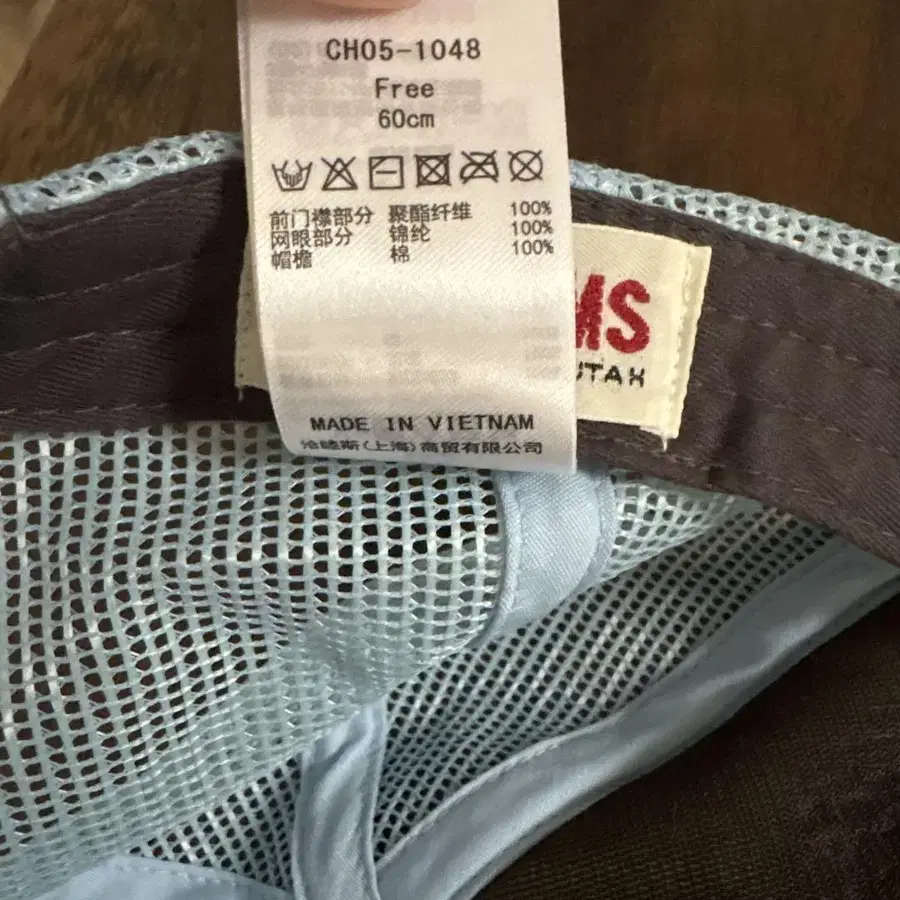 CH05-1048
Free
60cm
前门襟部分 聚酯纤维 100%
网眼部分 锦纶 100%
帽檐 棉 100%
MS
UTAH
MADE IN VIETNAM
洽睦斯(上海)商贸有限公司